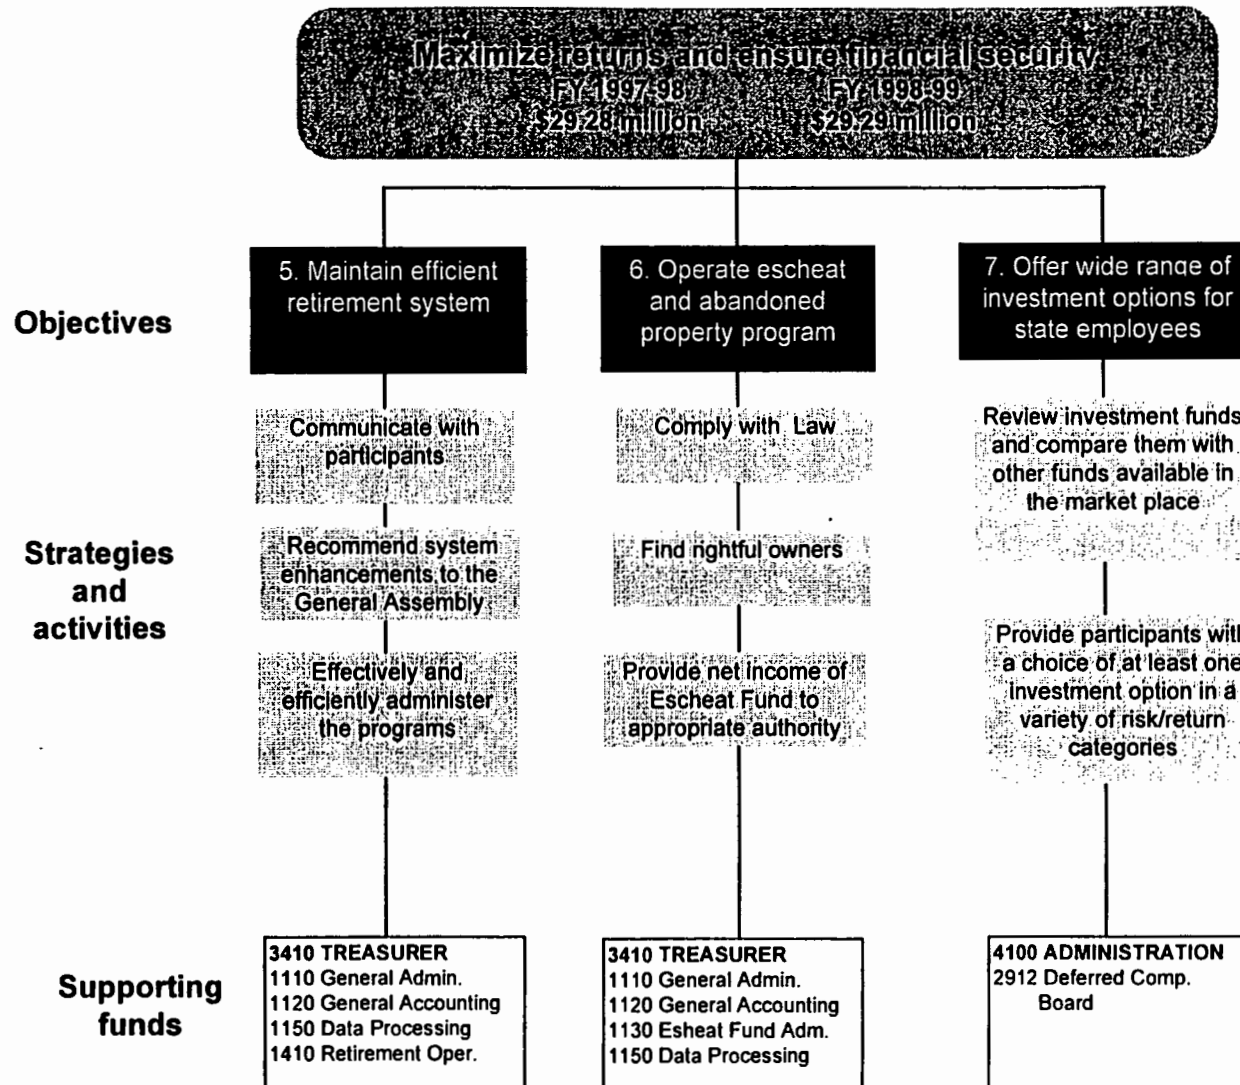 Maximize returns and ensure financial security
FY 1997-98 FY 1998-99
$29.28 million $29.29 million
Objectives
5. Maintain efficient
retirement system
6. Operate escheat
and abandoned
property program
7. Offer wide range of
investment options for
state employees
Strategies
and
activities
Communicate with
participants
Recommend system
enhancements to the
General Assembly
Effectively and
efficiently administer
the programs
Comply with Law
Find rightful owners
Provide net income of
Escheat Fund to
appropriate authority
Review investment funds
and compare them with
other funds available in
the market place
Provide participants with
a choice of at least one
investment option in a
variety of risk/return
categories
Supporting
funds
3410 TREASURER
1110 General Admin.
1120 General Accounting
1150 Data Processing
1410 Retirement Oper.
3410 TREASURER
1110 General Admin.
1120 General Accounting
1130 Esheat Fund Adm.
1150 Data Processing
4100 ADMINISTRATION
2912 Deferred Comp.
Board